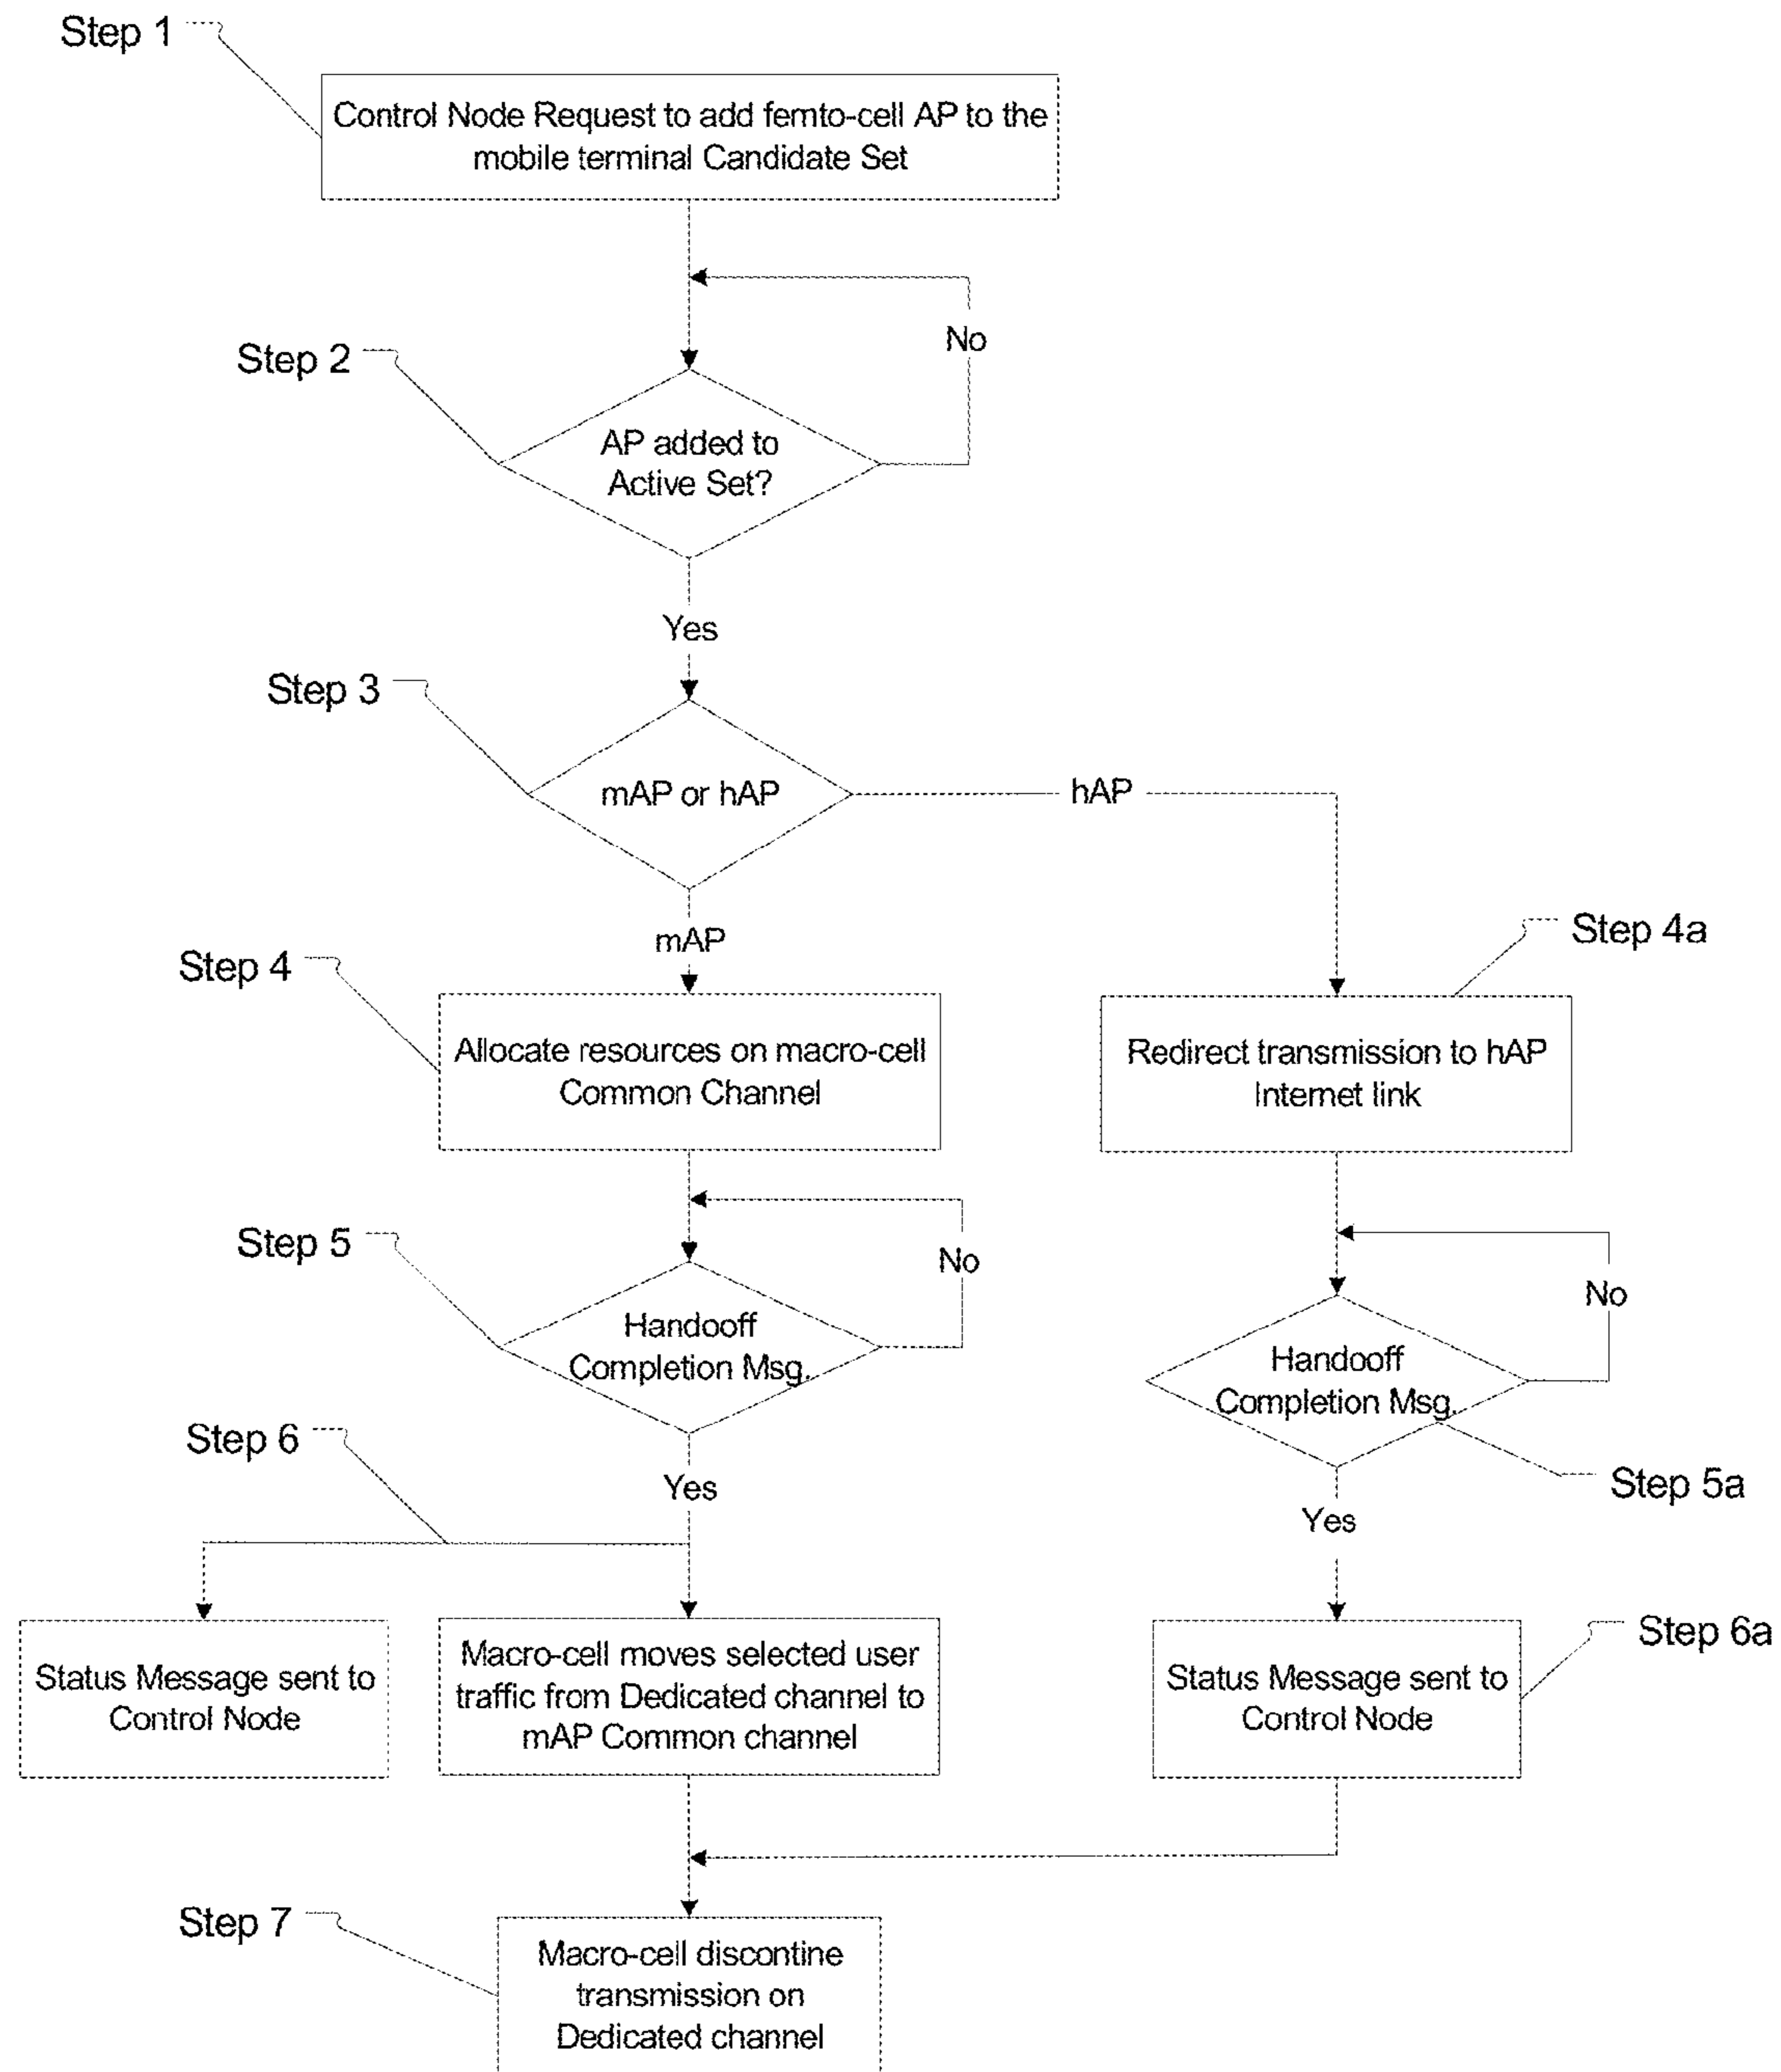 Step 1
Control Node Request to add femto-cell AP to the
mobile terminal Candidate Set
No
Step 2
AP added to
Active Set?
Yes
Step 3
mAP or hAP
hAP
mAP
Step 4
Step 4a
Allocate resources on macro-cell
Common Channel
Redirect transmission to hAP
Internet link
Step 5
No
Handooff
Completion Msg.
No
Handooff
Completion Msg.
Step 5a
Step 6
Yes
Yes
Status Message sent to
Control Node
Macro-cell moves selected user
traffic from Dedicated channel to
mAP Common channel
Status Message sent to
Control Node
Step 6a
Step 7
Macro-cell discontine
transmission on
Dedicated channel